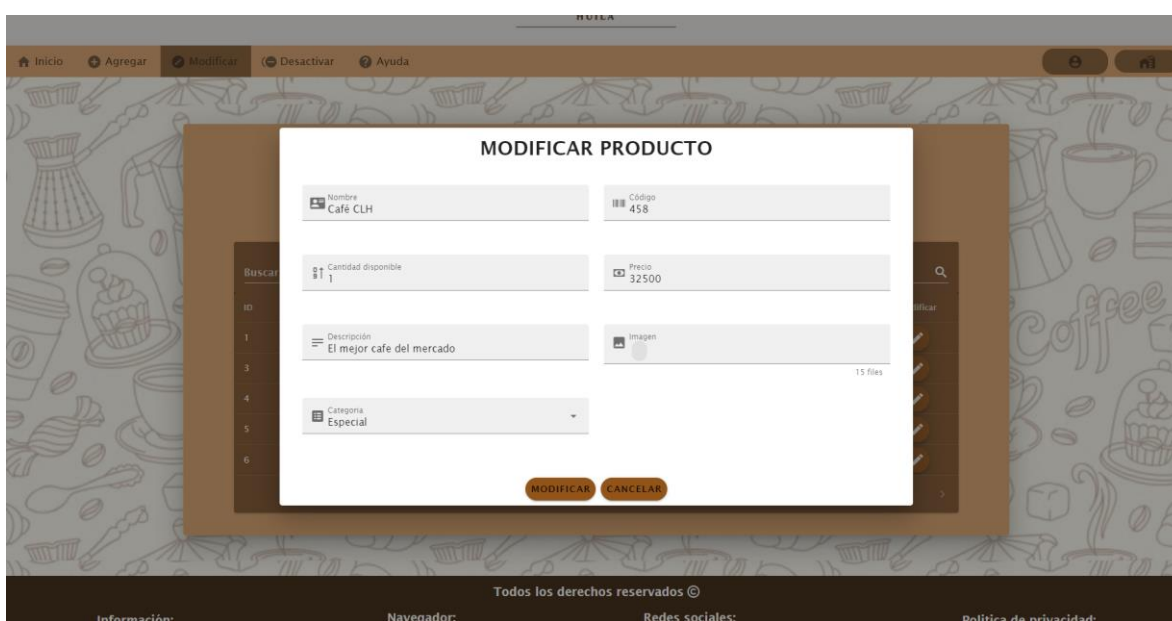 HUILA
Inicio Agregar Modificar Desactivar Ayuda
MODIFICAR PRODUCTO
Nombre
Café CLH
Código
458
Cantidad disponible
1
Precio
32500
Descripción
El mejor cafe del mercado
Imagen
15 files
Categoria
Especial
MODIFICAR CANCELAR
Buscar
ID
dificar
1
3
4
5
6
Coffee
Todos los derechos reservados ©
Información: Navegador: Redes sociales: Politica de privacidad: